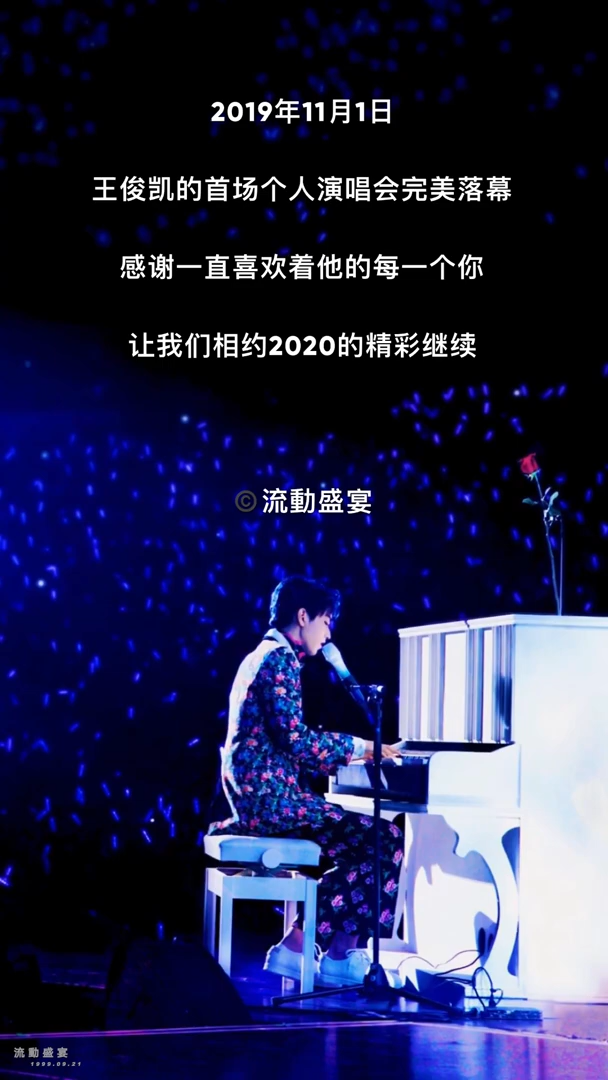 2019年11月1日
王俊凯的首场个人演唱会完美落幕
感谢一直喜欢着他的每一个你
让我们相约2020的精彩继续
©流動盛宴
流動盛宴
1999.09.21